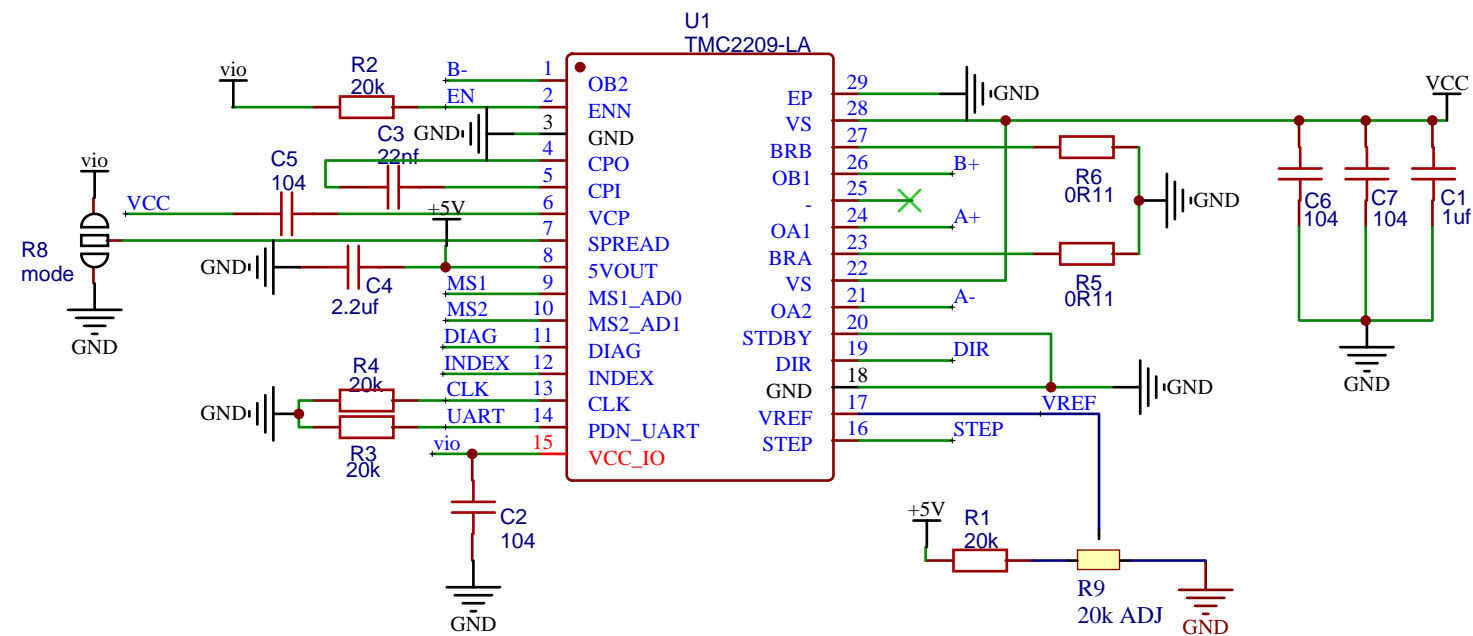 U1
TMC2209-LA
vio
R2
20k
B-
1
OB2
EN
2
ENN
GND
3
GND
C3
22nf
4
CPO
5
CPI
vio
C5
104
VCC
6
VCP
+5V
7
SPREAD
R8
mode
GND
GND
C4
2.2uf
8
5VOUT
MS1
9
MS1_AD0
MS2
10
MS2_AD1
DIAG
11
DIAG
INDEX
12
INDEX
R4
20k
CLK
13
CLK
GND
UART
14
PDN_UART
R3
20k
vio
15
VCC_IO
C2
104
GND
29
EP
GND
28
VS
VCC
27
BRB
R6
0R11
26
OB1
B+
25
-
GND
24
OA1
A+
23
BRA
R5
0R11
22
VS
21
OA2
A-
20
STDBY
19
DIR
DIR
18
GND
GND
17
VREF
VREF
16
STEP
STEP
C6
104
C7
104
C1
1uf
GND
+5V
R1
20k
R9
20k ADJ
GND